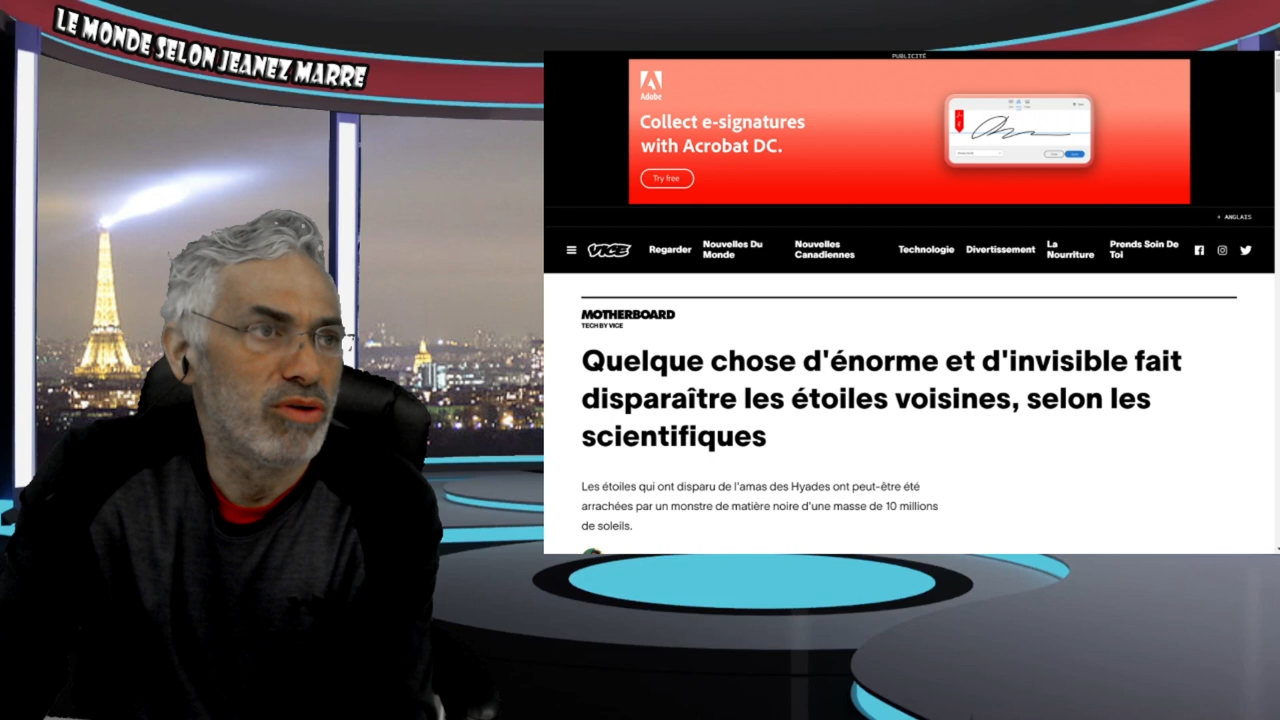 LE MONDE SELON JEANEZ MARRE
PUBLICITÉ
Adobe
Collect e-signatures
with Acrobat DC.
Try free
+ ANGLAIS
VICE
Regarder
Nouvelles Du
Monde
Nouvelles
Canadiennes
Technologie
Divertissement
La
Nourriture
Prends Soin De
Toi
MOTHERBOARD
TECH BY VICE
Quelque chose d'énorme et d'invisible fait
disparaître les étoiles voisines, selon les
scientifiques
Les étoiles qui ont disparu de l'amas des Hyades ont peut-être été
arrachées par un monstre de matière noire d'une masse de 10 millions
de soleils.